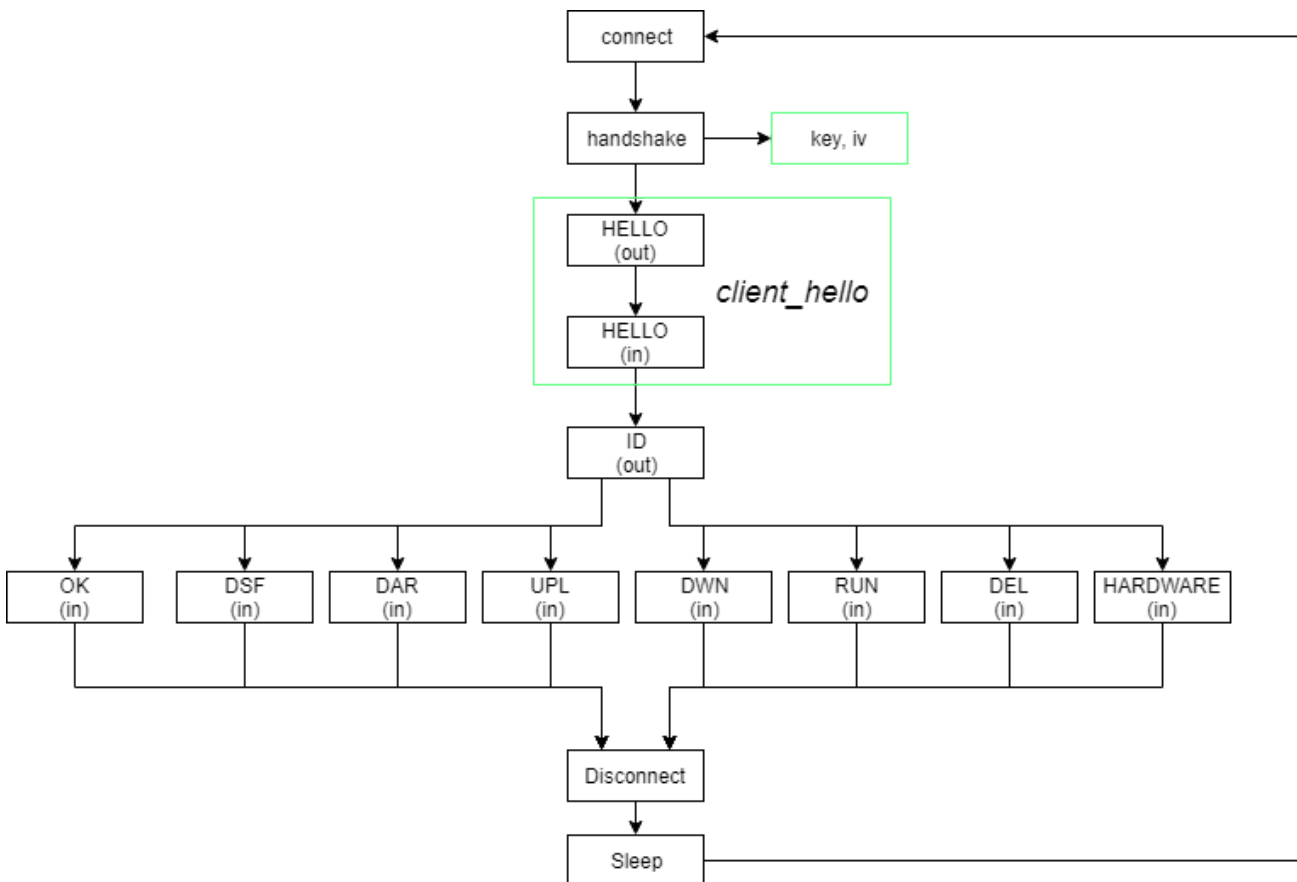 connect
handshake
key, iv
HELLO
(out)
client_hello
HELLO
(in)
ID
(out)
OK
(in)
DSF
(in)
DAR
(in)
UPL
(in)
DWN
(in)
RUN
(in)
DEL
(in)
HARDWARE
(in)
Disconnect
Sleep